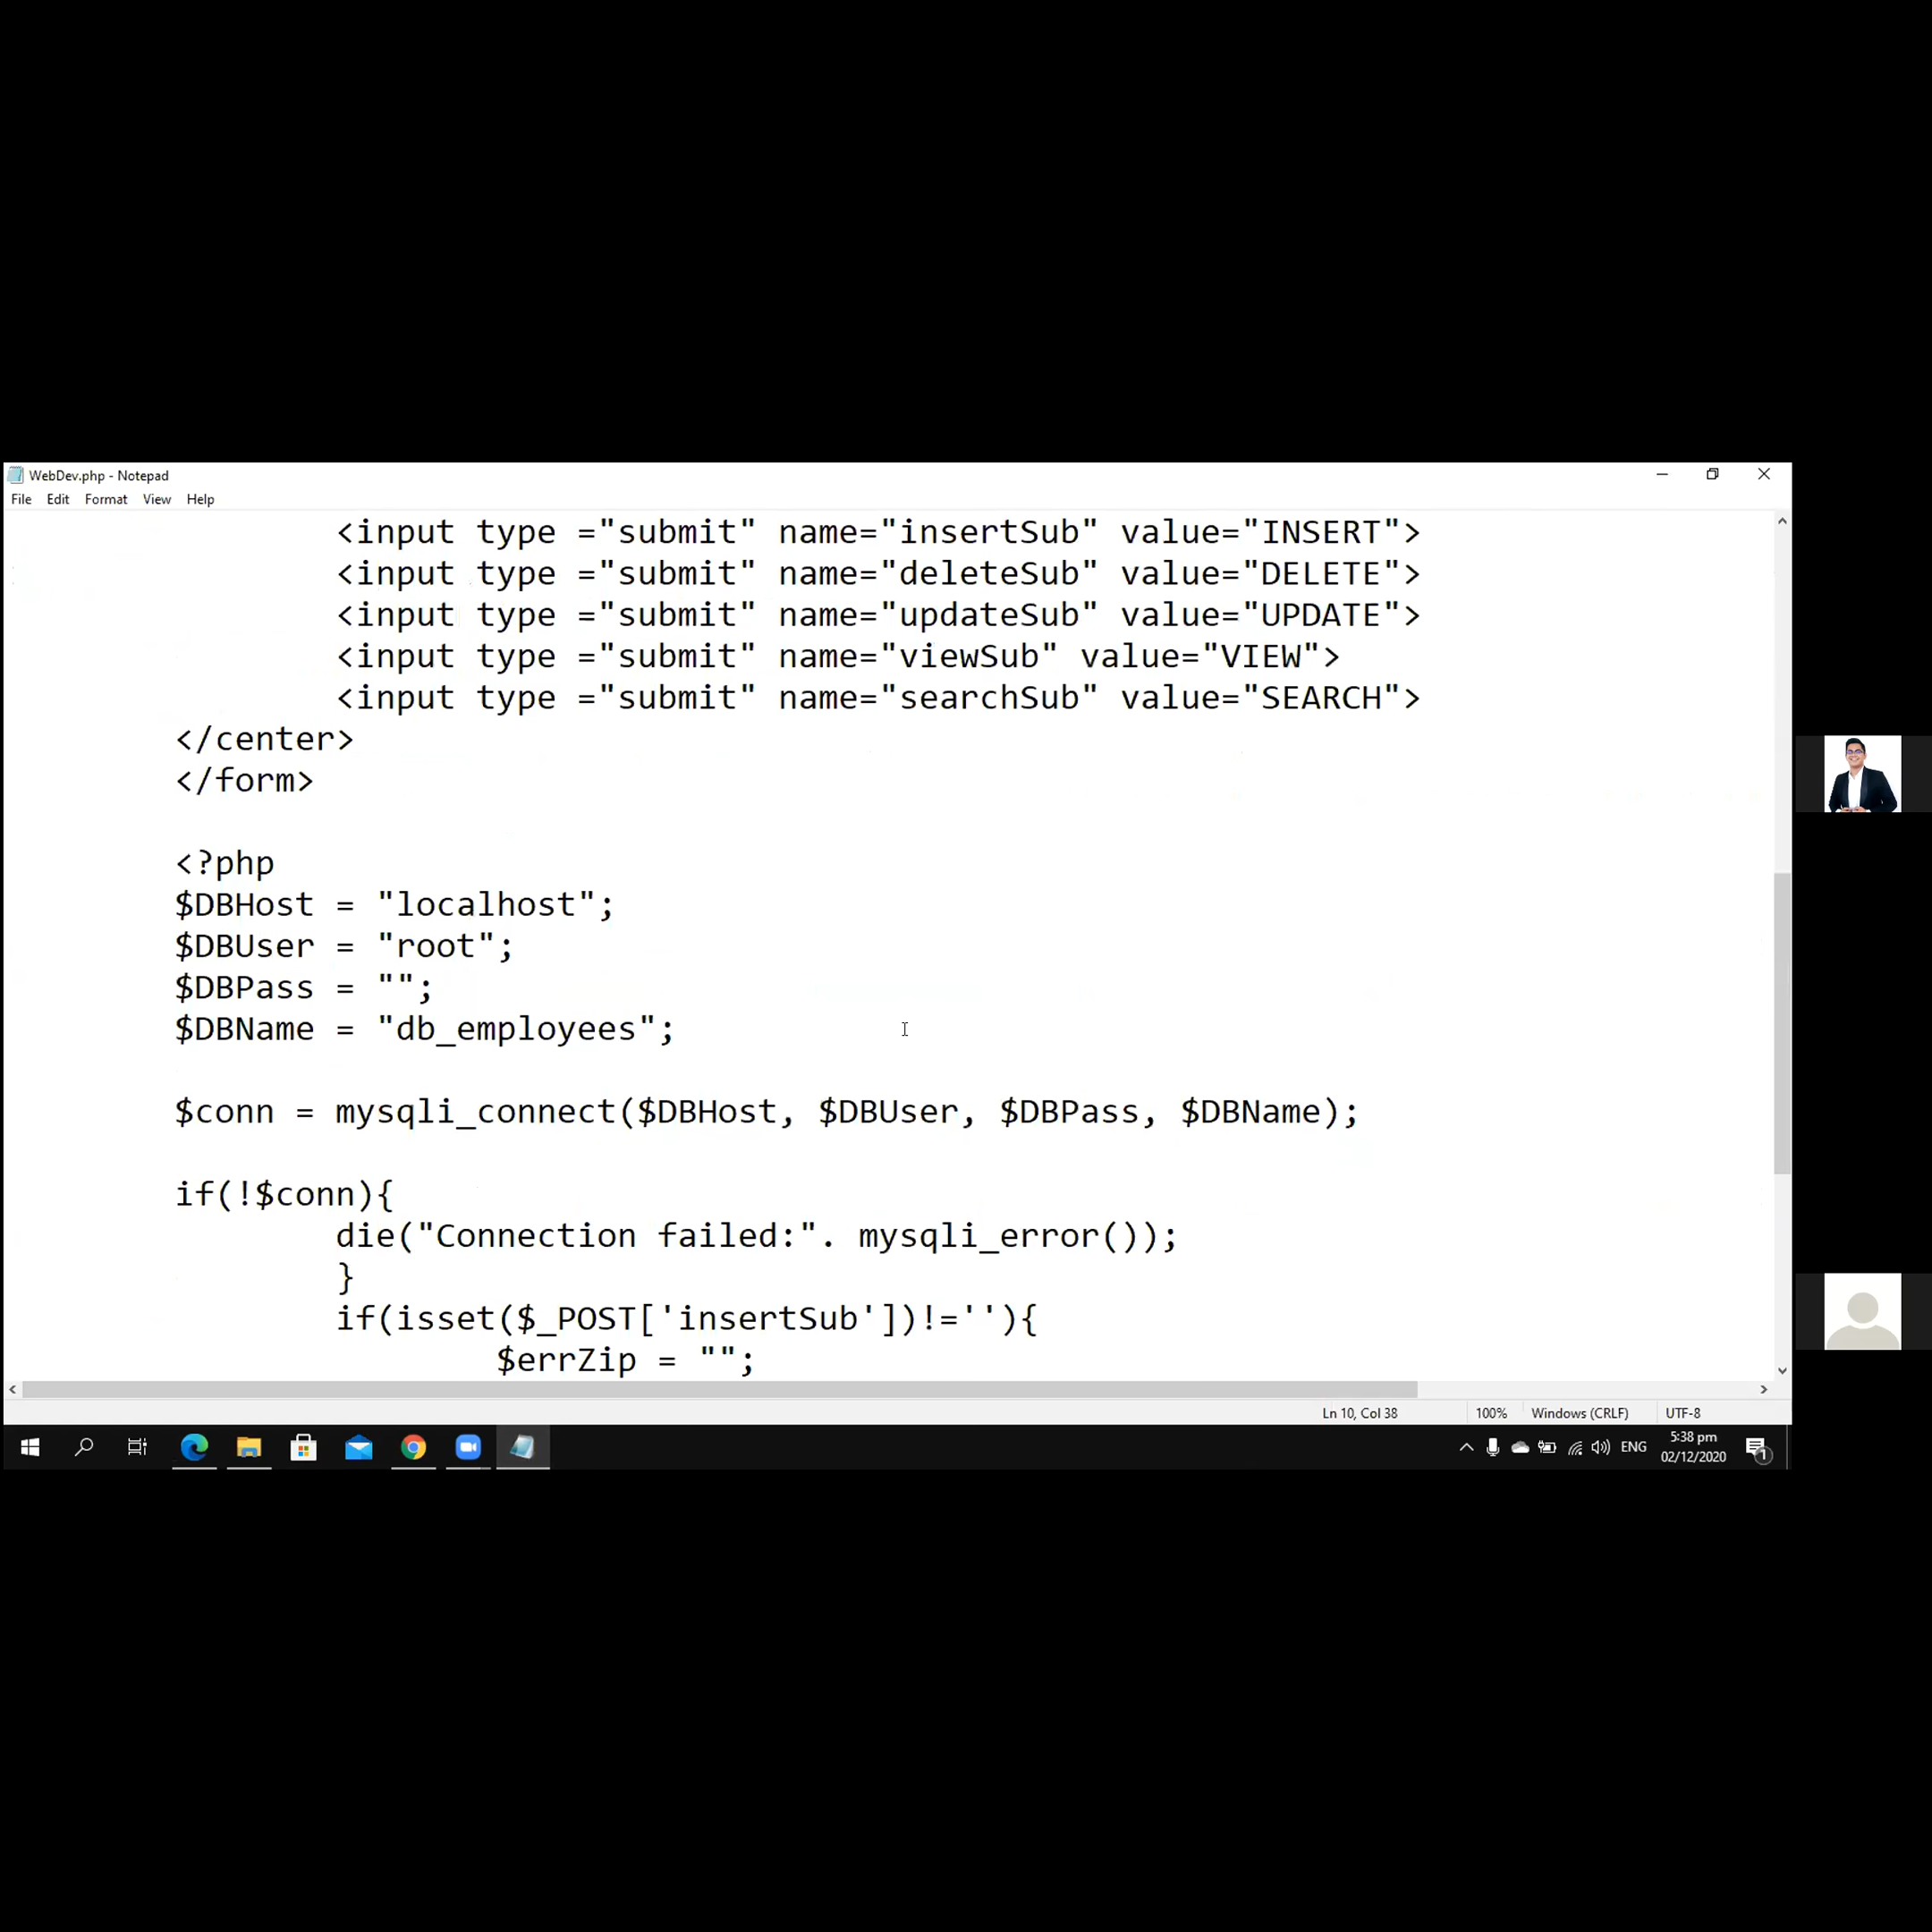 WebDev.php - Notepad
File Edit Format View Help
<input type ="submit" name="insertSub" value="INSERT">
<input type ="submit" name="deleteSub" value="DELETE">
<input type ="submit" name="updateSub" value="UPDATE">
<input type ="submit" name="viewSub" value="VIEW">
<input type ="submit" name="searchSub" value="SEARCH">
</center>
</form>
<?php
$DBHost = "localhost";
$DBUser = "root";
$DBPass = "";
$DBName = "db_employees";
$conn = mysqli_connect($DBHost, $DBUser, $DBPass, $DBName);
if(!$conn){
die("Connection failed:". mysqli_error());
}
if(isset($_POST['insertSub'])!=''){
$errZip = "";
Ln 10, Col 38 100% Windows (CRLF) UTF-8
ENG
5:38 pm
02/12/2020
1